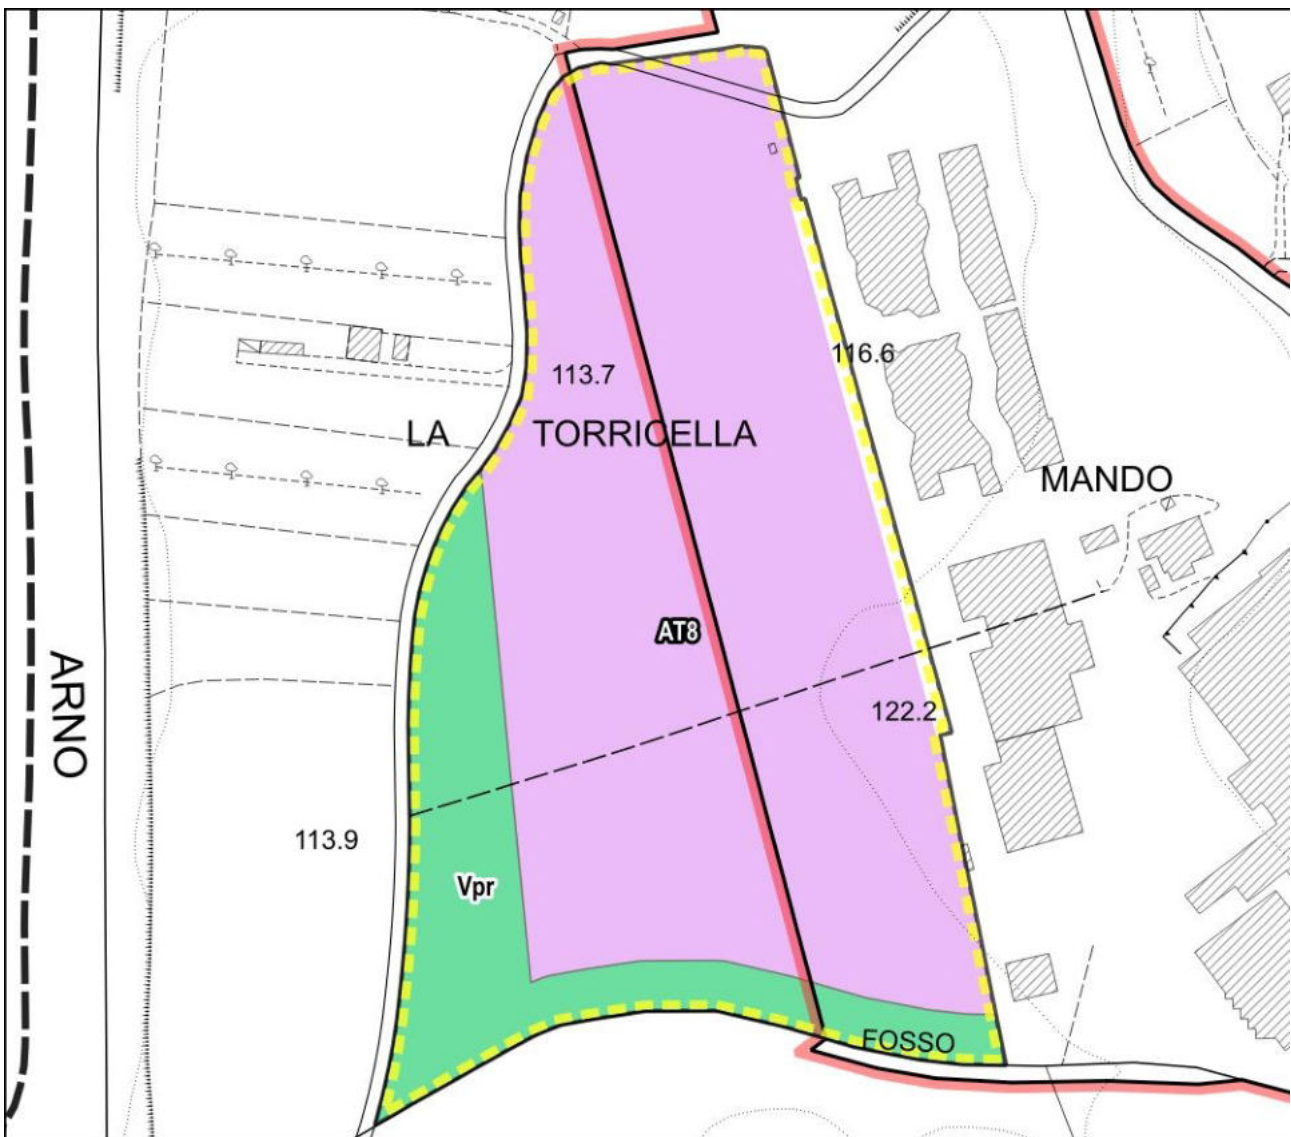 116.6
113.7
LA TORRICELLA
MANDO
AT8
ARNO
122.2
113.9
Vpr
FOSSO